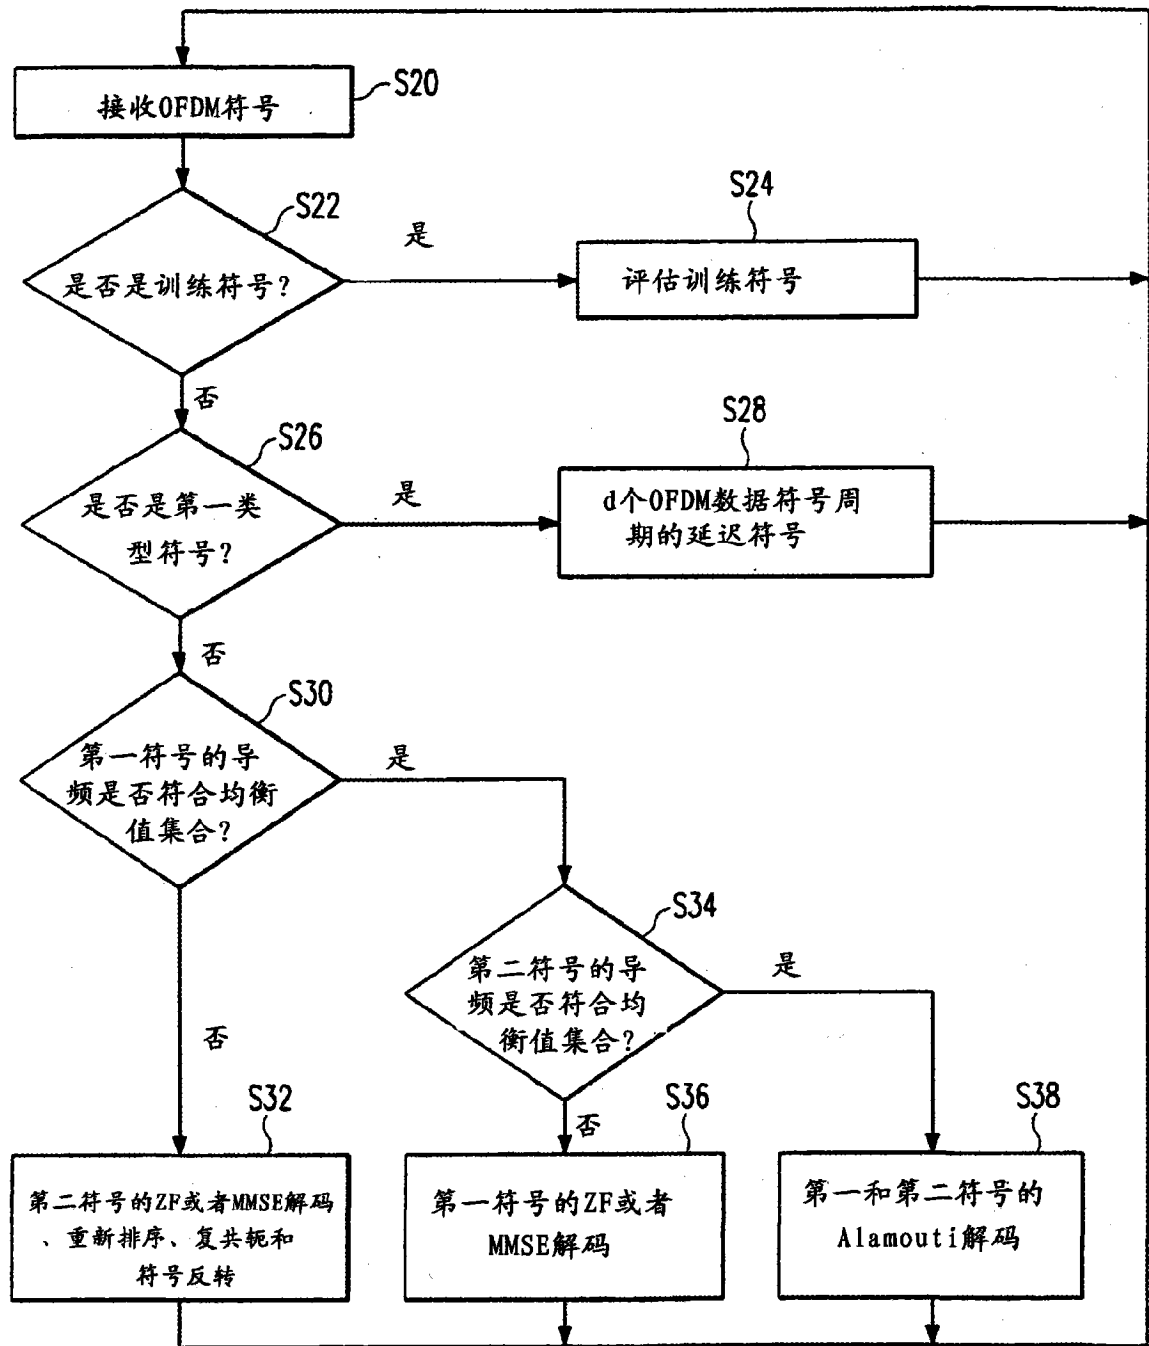 S20
接收OFDM符号
S22
是否是训练符号?
是
S24
评估训练符号
否
S26
是否是第一类
型符号?
是
S28
d个OFDM数据符号周
期的延迟符号
否
S30
第一符号的导
频是否符合均衡
值集合?
是
S34
第二符号的导
频是否符合均
衡值集合?
是
否
S32
第二符号的ZF或者MMSE解码
、重新排序、复共轭和
符号反转
否
S36
第一符号的ZF或者
MMSE解码
S38
第一和第二符号的
Alamouti解码